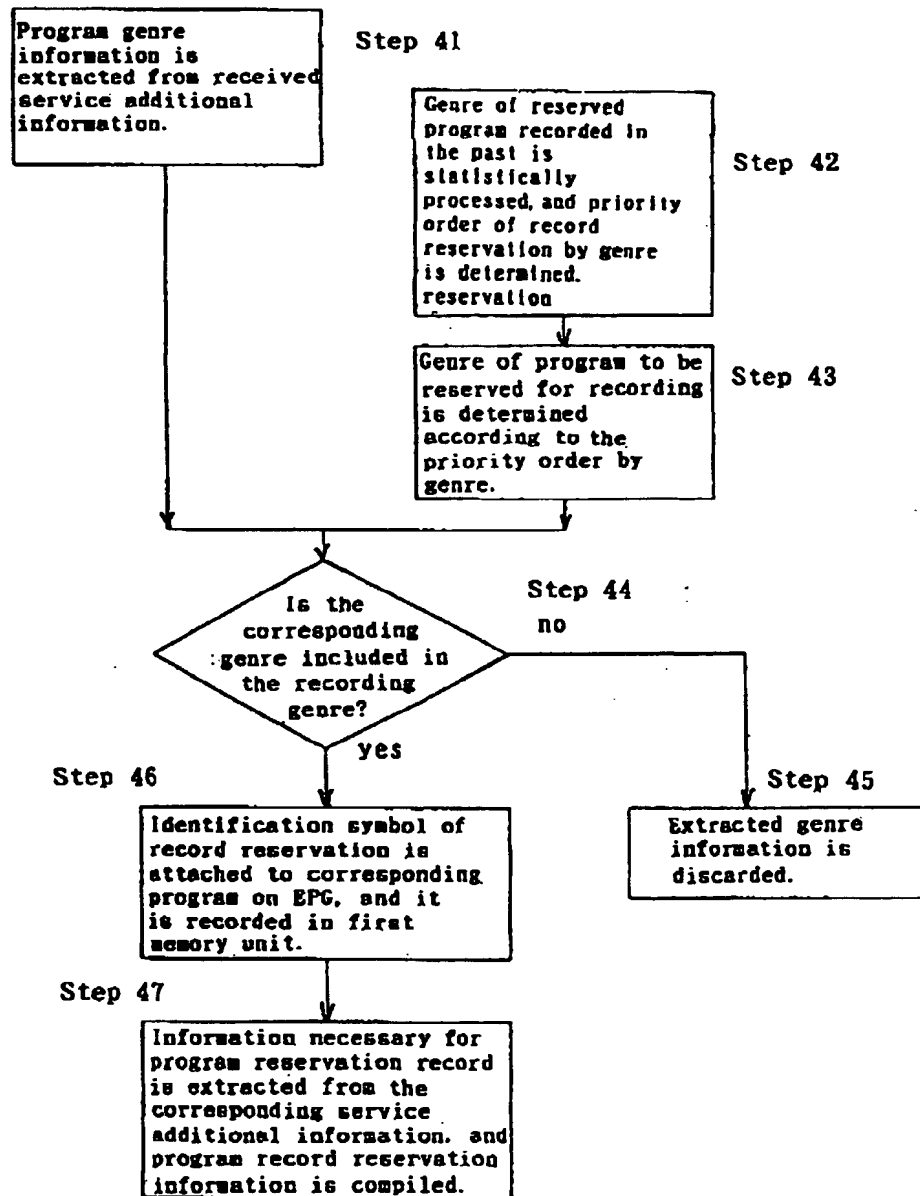 Program genre
information is
extracted from received
service additional
information.
Step 41
Genre of reserved
program recorded in
the past is
statistically
processed, and priority
order of record
reservation by genre
is determined.
reservation
Step 42
Genre of program to be
reserved for recording
is determined
according to the
priority order by
genre.
Step 43
Is the
corresponding
genre included in
the recording
genre?
Step 44
no
yes
Step 46
Identification symbol of
record reservation is
attached to corresponding
program on EPG, and it
is recorded in first
memory unit.
Step 45
Extracted genre
information is
discarded.
Step 47
Information necessary for
program reservation record
is extracted from the
corresponding service
additional information, and
program record reservation
information is compiled.